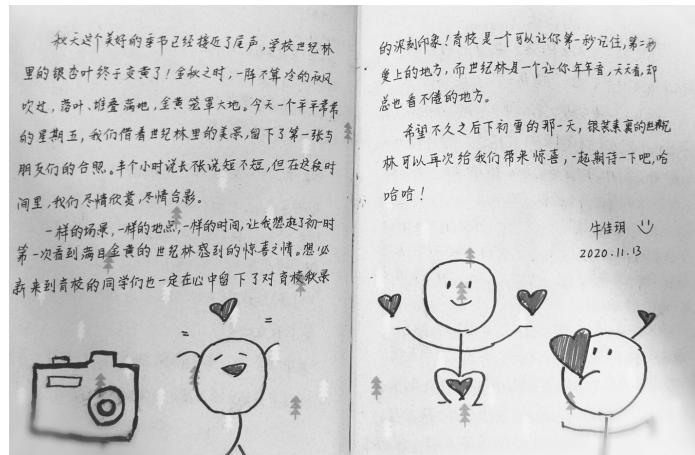 秋天这个美好的季节已经接近了尾声,学校世纪林
里的银杏叶终于变黄了!金秋之时,一阵不算冷的秋风
吹过,落叶堆叠满地,金黄笼罩大地。今天一个平平常常
的星期五,我们借着世纪林里的美景,留下了第一张与
朋友们的合照。半个小时说长不长说短不短,但在这段时
间里,我们尽情欣赏,尽情合影。
一样的场景,一样的地点,一样的时间,让我想起了初一时
第一次看到满目金黄的世纪林感到的惊喜之情。想必
新来到育校的同学们也一定在心中留下了对育校秋景
的深刻印象!育校是一个可以让你第一秒记住,第二秒
爱上的地方,而世纪林是一个让你年年看,天天看,却
总也看不倦的地方。
希望不久之后下初雪的那一天,银装素裹的世纪
林可以再次给我们带来惊喜,一起期待一下吧,哈
哈哈!
牛佳玥
2020.11.13